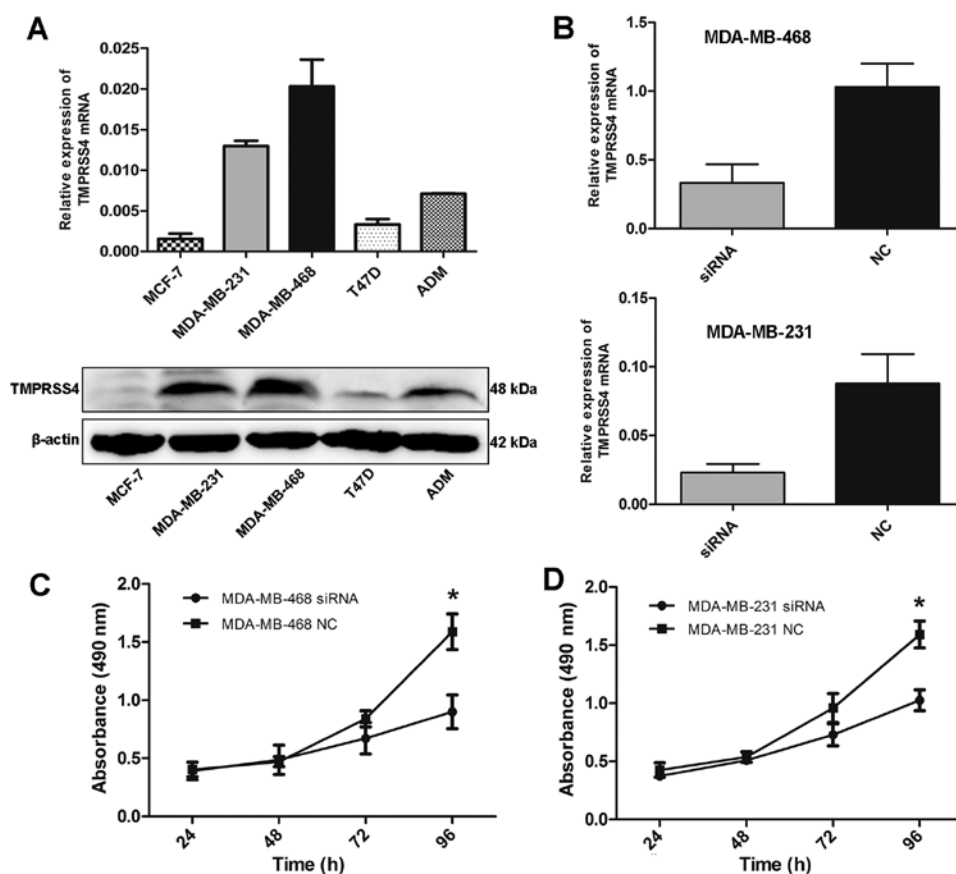 A
Relative expression of
TMPRSS4 mRNA
0.025
0.020
0.015
0.010
0.005
0.000
MCF-7
MDA-MB-231
MDA-MB-468
T47D
ADM
TMPRSS4
48 kDa
β-actin
42 kDa
MCF-7
MDA-MB-231
MDA-MB-468
T47D
ADM
B
MDA-MB-468
Relative expression of
TMPRSS4 mRNA
1.5
1.0
0.5
0.0
siRNA
NC
MDA-MB-231
Relative expression of
TMPRSS4 mRNA
0.15
0.10
0.05
0.00
siRNA
NC
C
MDA-MB-468 siRNA
MDA-MB-468 NC
*
Absorbance (490 nm)
2.0
1.5
1.0
0.5
0.0
24
48
72
96
Time (h)
D
MDA-MB-231 siRNA
MDA-MB-231 NC
*
Absorbance (490 nm)
2.0
1.5
1.0
0.5
0.0
24
48
72
96
Time (h)